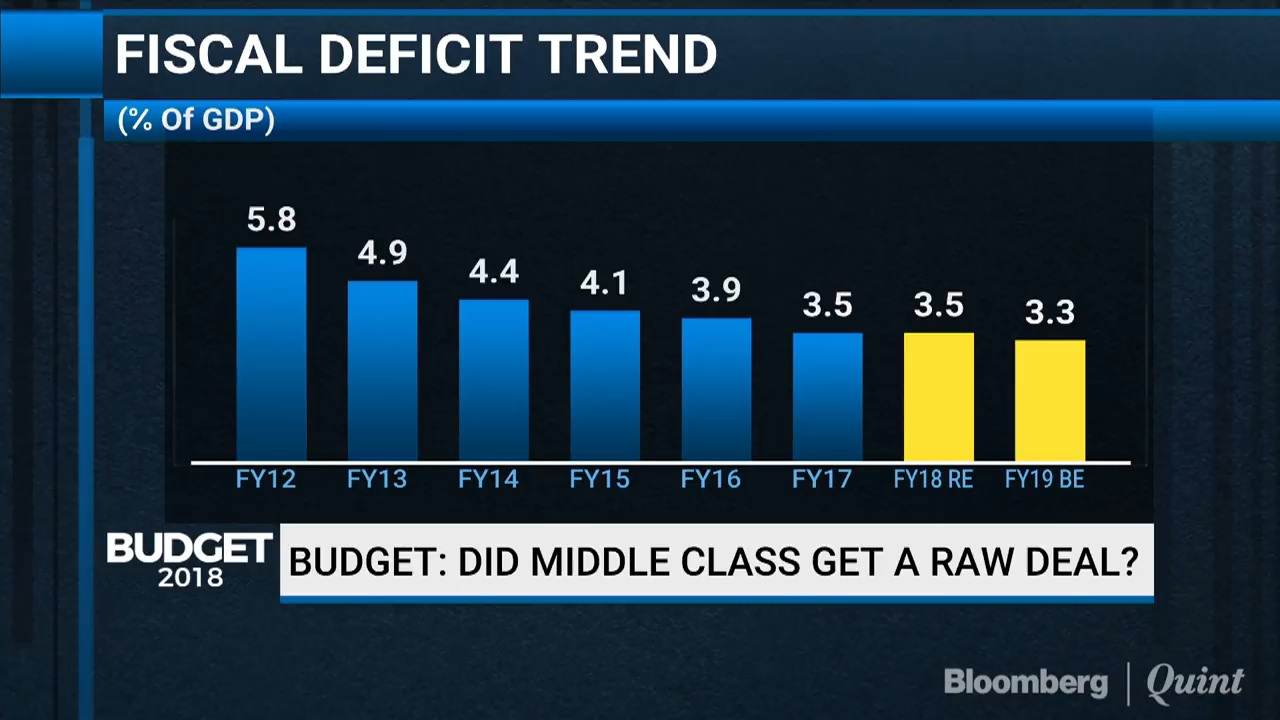 FISCAL DEFICIT TREND
(% Of GDP)
5.8
4.9
4.4
4.1
3.9
3.5
3.5
3.3
FY12 FY13 FY14 FY15 FY16 FY17 FY18 RE FY19 BE
BUDGET
2018
BUDGET: DID MIDDLE CLASS GET A RAW DEAL?
Bloomberg | Quint